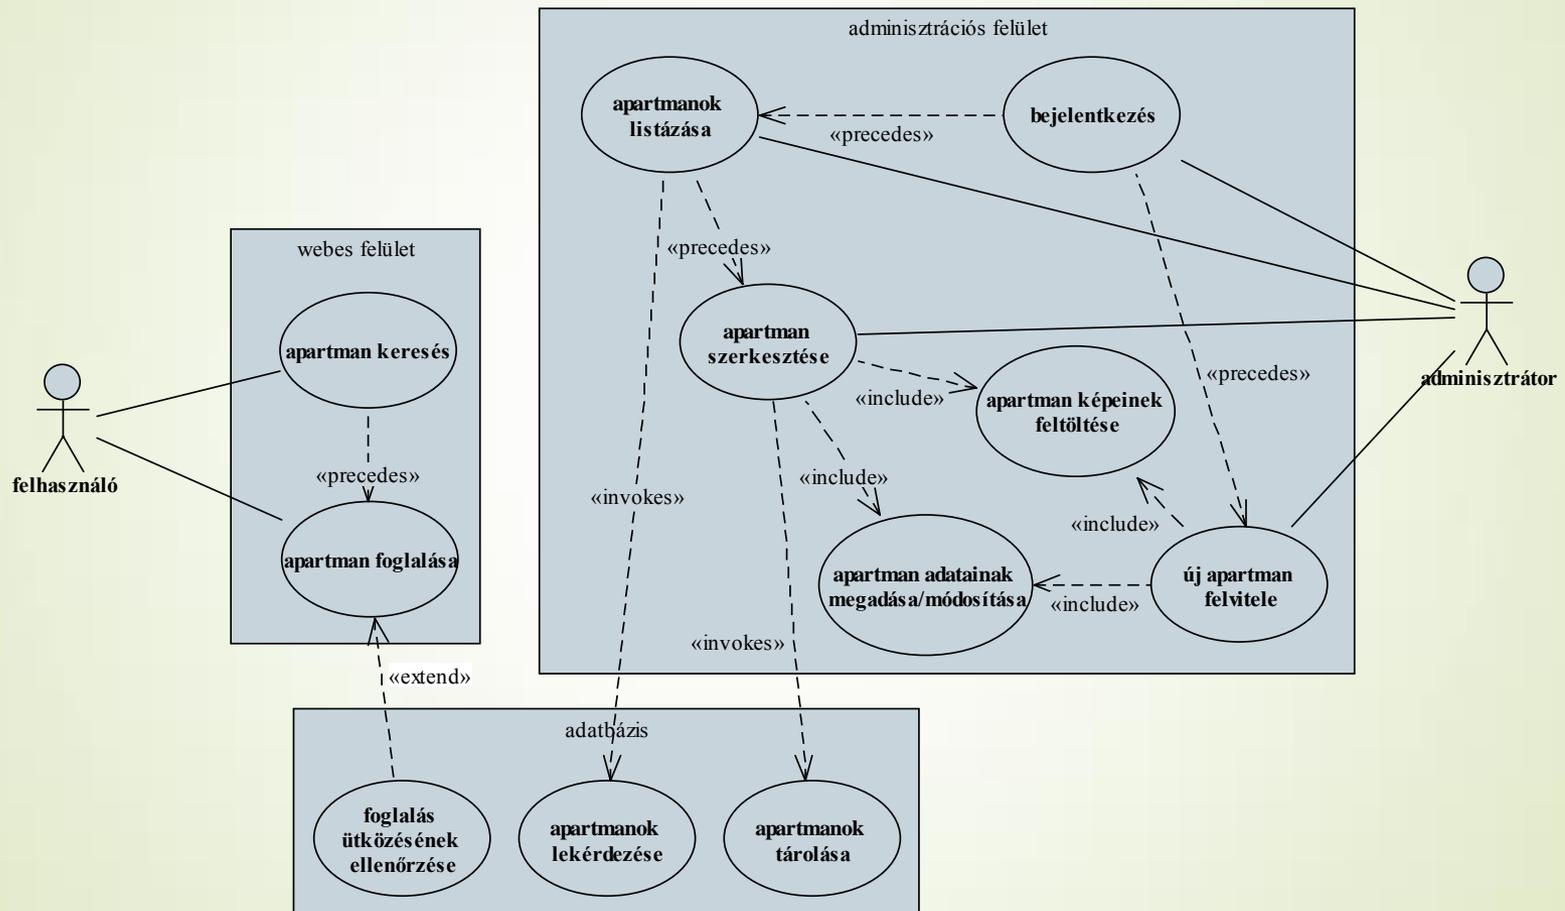 adminisztrációs felület
apartmanok
listázása
bejelentkezés
«precedes»
«precedes»
webes felület
apartman keresés
apartman
szerkesztése
«precedes»
adminisztrátor
«include»
apartman képeinek
feltöltése
«precedes»
felhasználó
«include»
«invokes»
«include»
apartman foglalása
apartman adatainak
megadása/módosítása
«include»
új apartman
felvitele
«invokes»
«extend»
adatbázis
foglalás
ütközésének
ellenőrzése
apartmanok
lekérdezése
apartmanok
tárolása